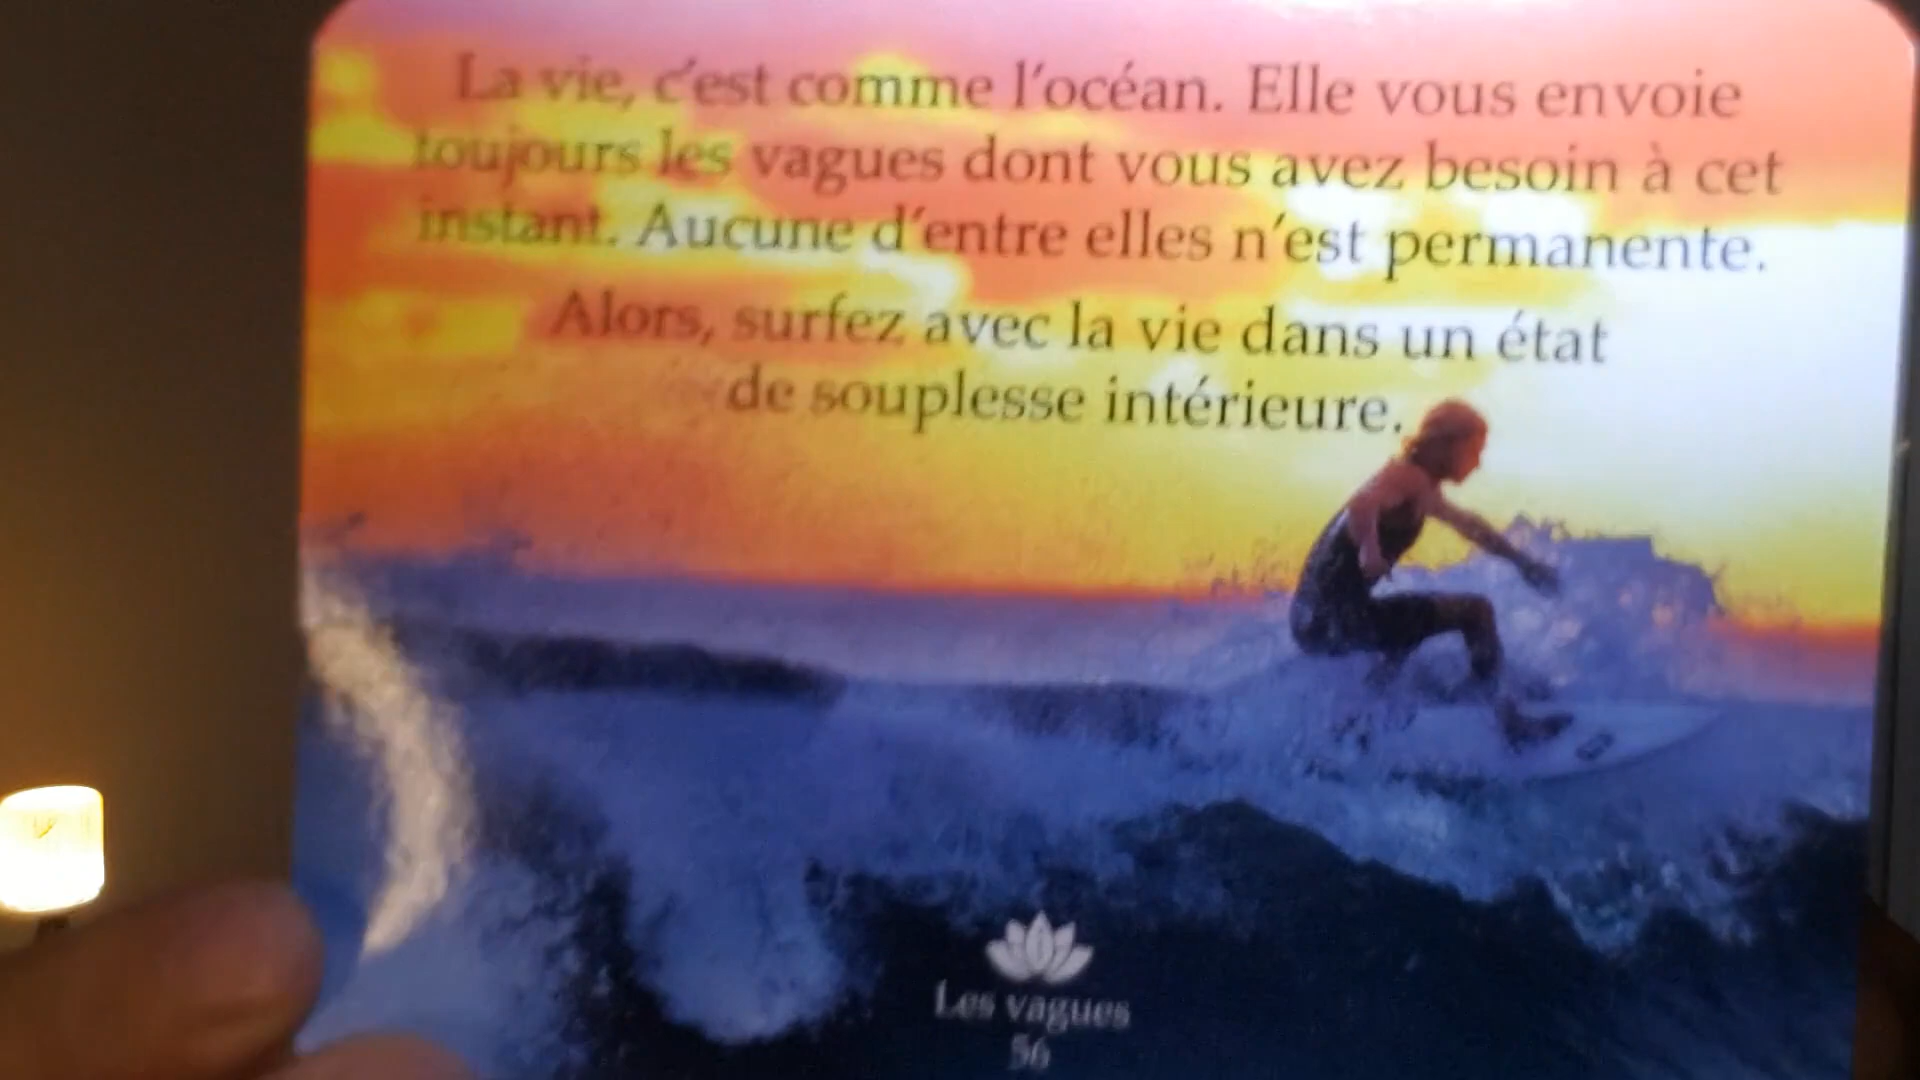 La vie, c'est comme l'océan. Elle vous envoie
toujours les vagues dont vous avez besoin à cet
instant. Aucune d'entre elles n'est permanente.
Alors, surfez avec la vie dans un état
de souplesse intérieure.
Les vagues
56